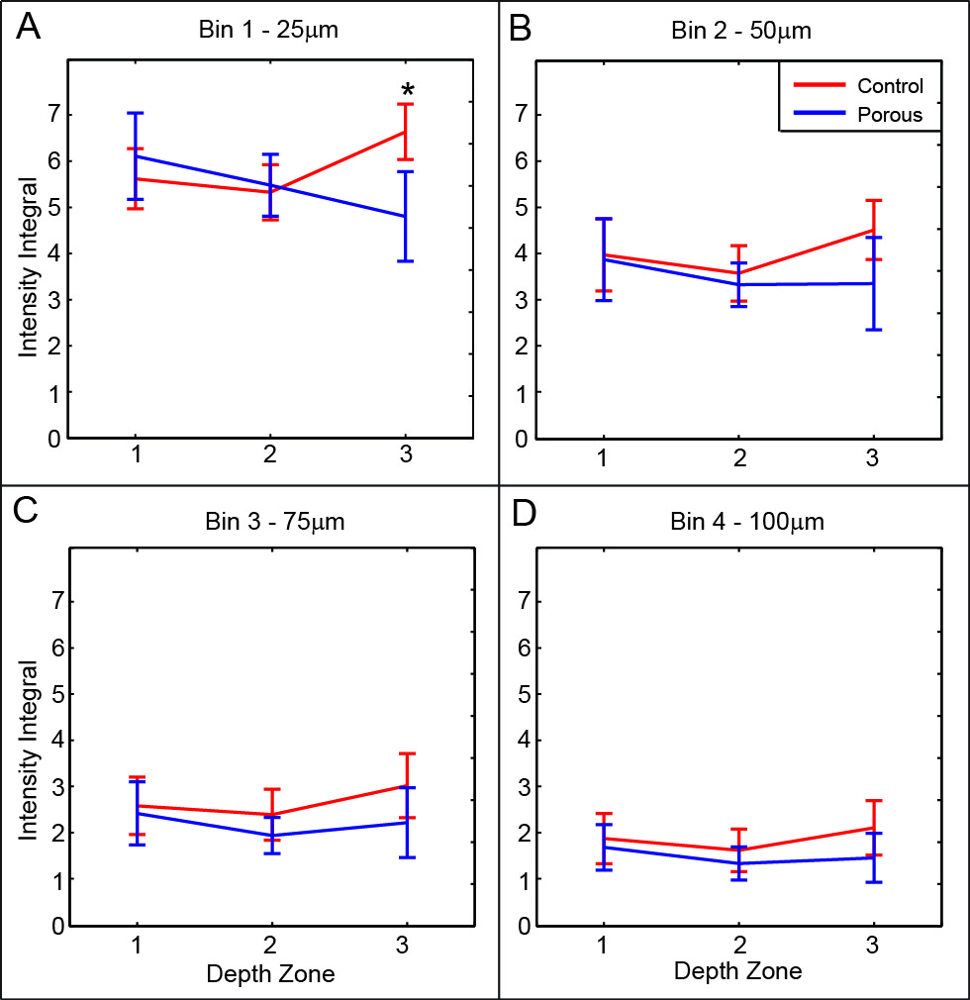 A
Bin 1 - 25μm
Intensity Integral
7
6
5
4
3
2
1
0
*
1 2 3
B
Bin 2 - 50μm
Control
Porous
7
6
5
4
3
2
1
0
1 2 3
C
Bin 3 - 75μm
Intensity Integral
7
6
5
4
3
2
1
0
1 2 3
Depth Zone
D
Bin 4 - 100μm
7
6
5
4
3
2
1
0
1 2 3
Depth Zone